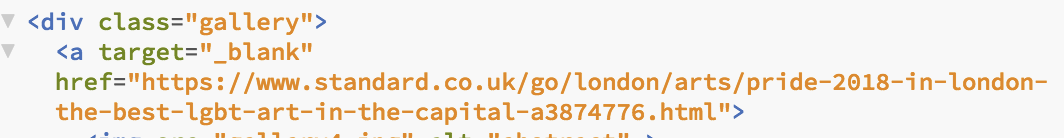 <div class="gallery">
<a target="_blank"
href="https://www.standard.co.uk/go/london/arts/pride-2018-in-london-
the-best-lgbt-art-in-the-capital-a3874776.html">